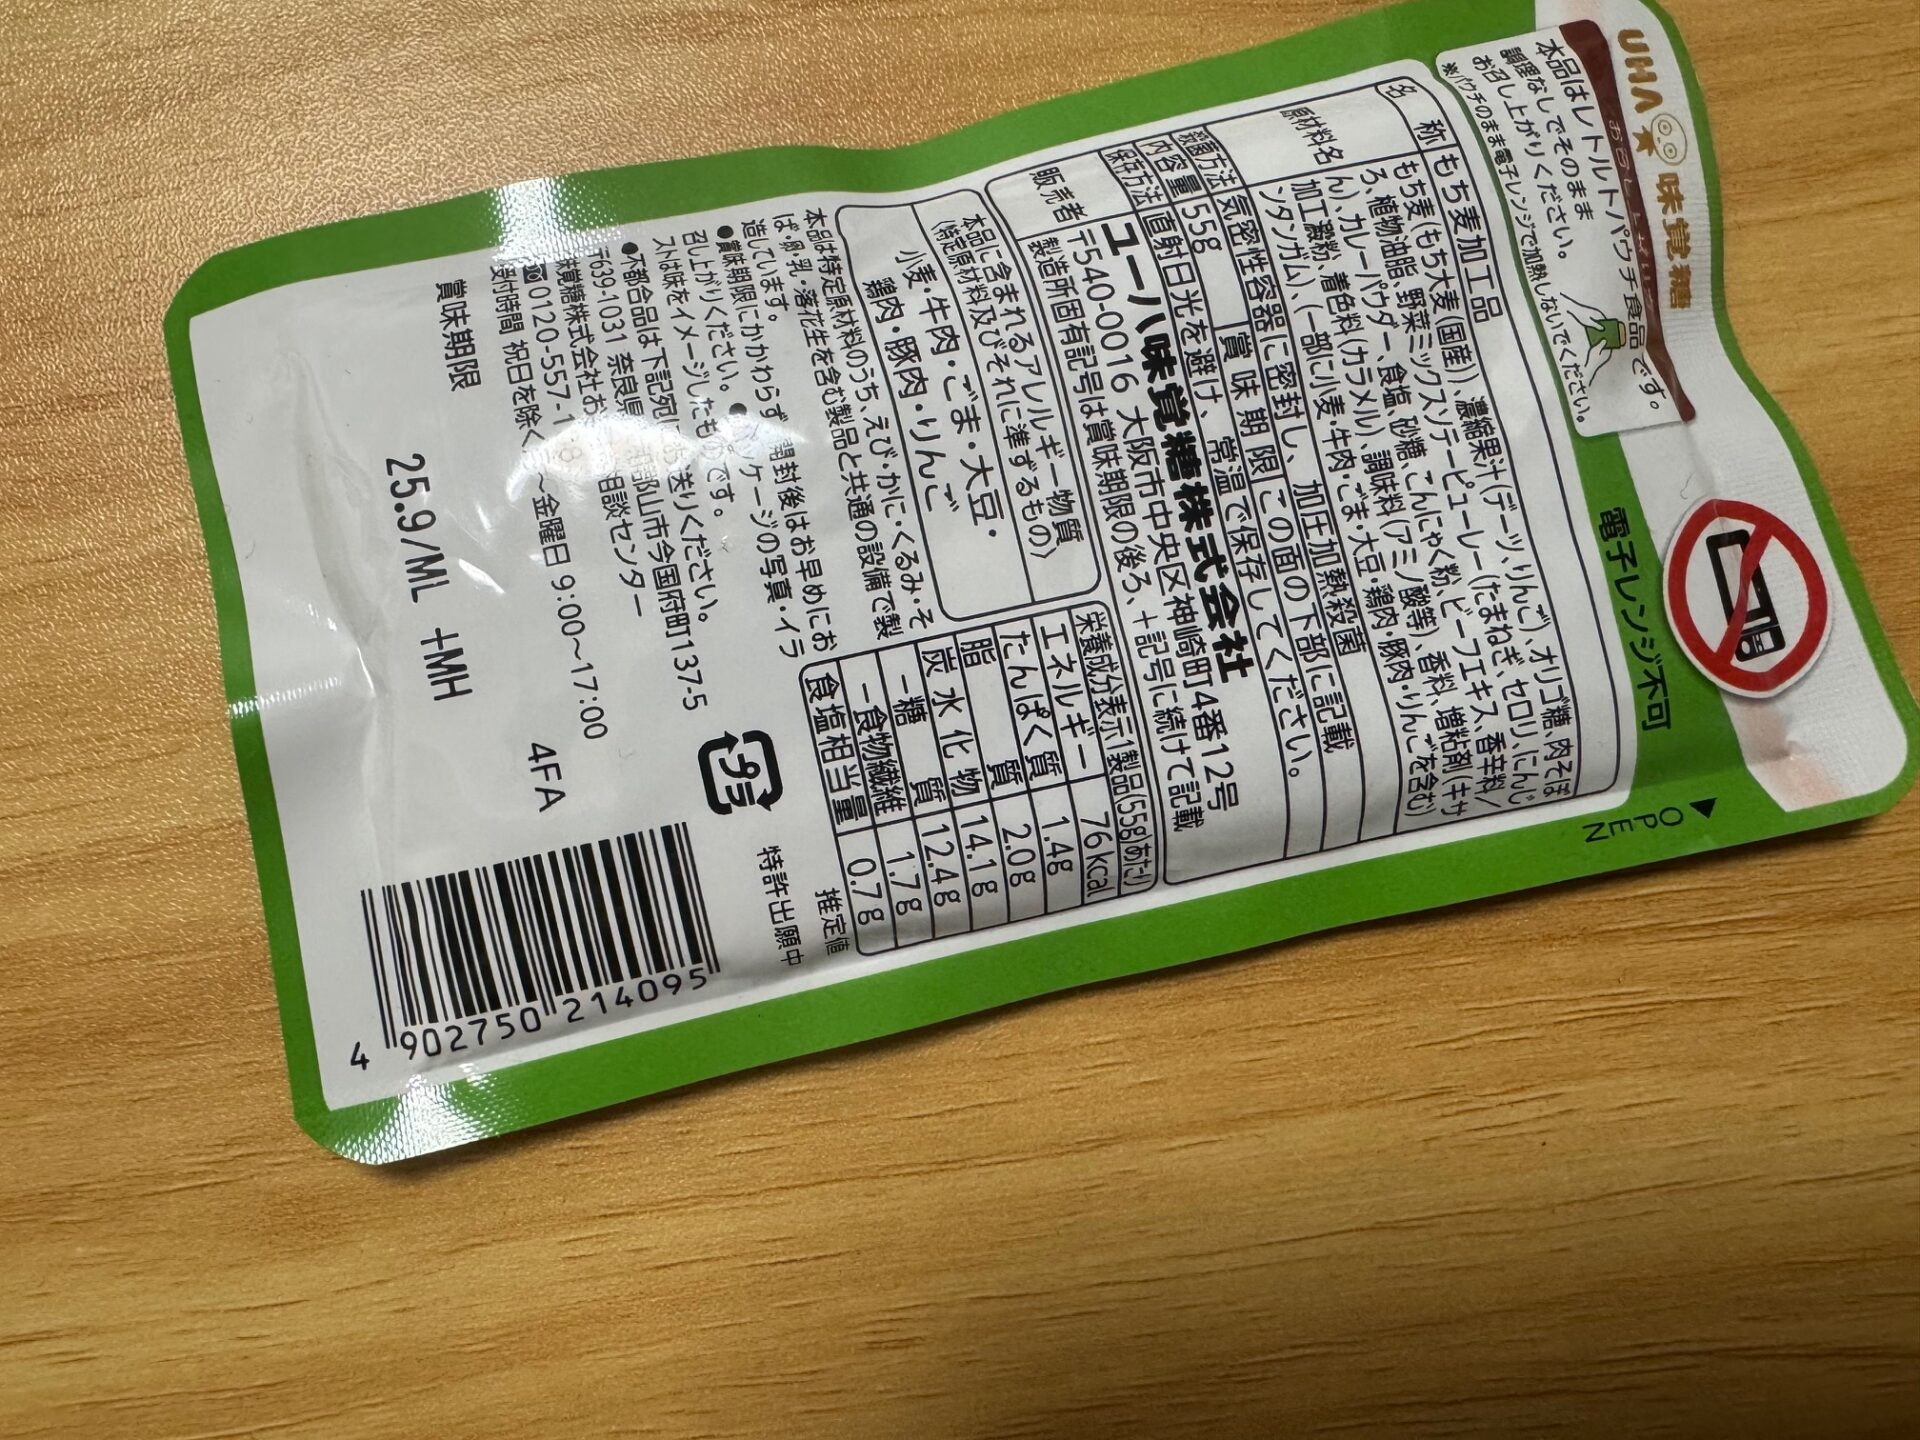 UHA味覚糖
本品はレトルトパウチ食品です。
調理なしでそのまま
お召し上がりください。
※パウチのまま電子レンジで加熱しないでください。
電子レンジ不可
OPEN
名称 もち麦加工品
原材料名 もち麦(もち大麦(国産))、濃縮果汁(デーツ、りんご)、オリゴ糖、肉そぼ
ろ、植物油脂、野菜ミックスソテーピューレー(たまねぎ、セロリ、にんじ
ん)、カレーパウダー、食塩、砂糖、こんにゃく粉、ビーフエキス、香辛料/
加工澱粉、着色料(カラメル)、調味料(アミノ酸等)、香料、増粘剤(キサ
ンタンガム)、(一部に小麦・牛肉・ごま・大豆・鶏肉・豚肉・りんごを含む)
殺菌方法 気密性容器に密封し、加圧加熱殺菌
内容量 55g 賞味期限 この面の下部に記載
保存方法 直射日光を避け、常温で保存してください。
販売者 ユーハ味覚糖株式会社
〒540-0016 大阪市中央区神崎町4番12号
製造所固有記号は賞味期限の後ろ、+記号に続けて記載
本品に含まれるアレルギー物質
(特定原材料及びそれに準ずるもの)
小麦・牛肉・ごま・大豆・
鶏肉・豚肉・りんご
本品は特定原材料のうち、えび・かに・くるみ・そ
ば・卵・乳・落花生を含む製品と共通の設備で製
造しています。
●賞味期限にかかわらず開封後はお早めにお
召し上がりください。●パッケージの写真・イラ
ストは味をイメージしたものです。
●不都合品は下記宛にお送りください。
〒639-1031 奈良県 郡山市今国府町137-5
味覚糖株式会社 お 相談センター
0120-557-1
受付時間 祝日を除く ～金曜日 9:00～17:00
栄養成分表示 1製品(55g)あたり
エネルギー 76kcal
たんぱく質 1.4g
脂質 2.0g
炭水化物 14.1g
-糖質 12.4g
-食物繊維 1.7g
食塩相当量 0.7g
推定値
特許出願中
プラ
賞味期限
25.9/ML +MH
4FA
4 902750 214095